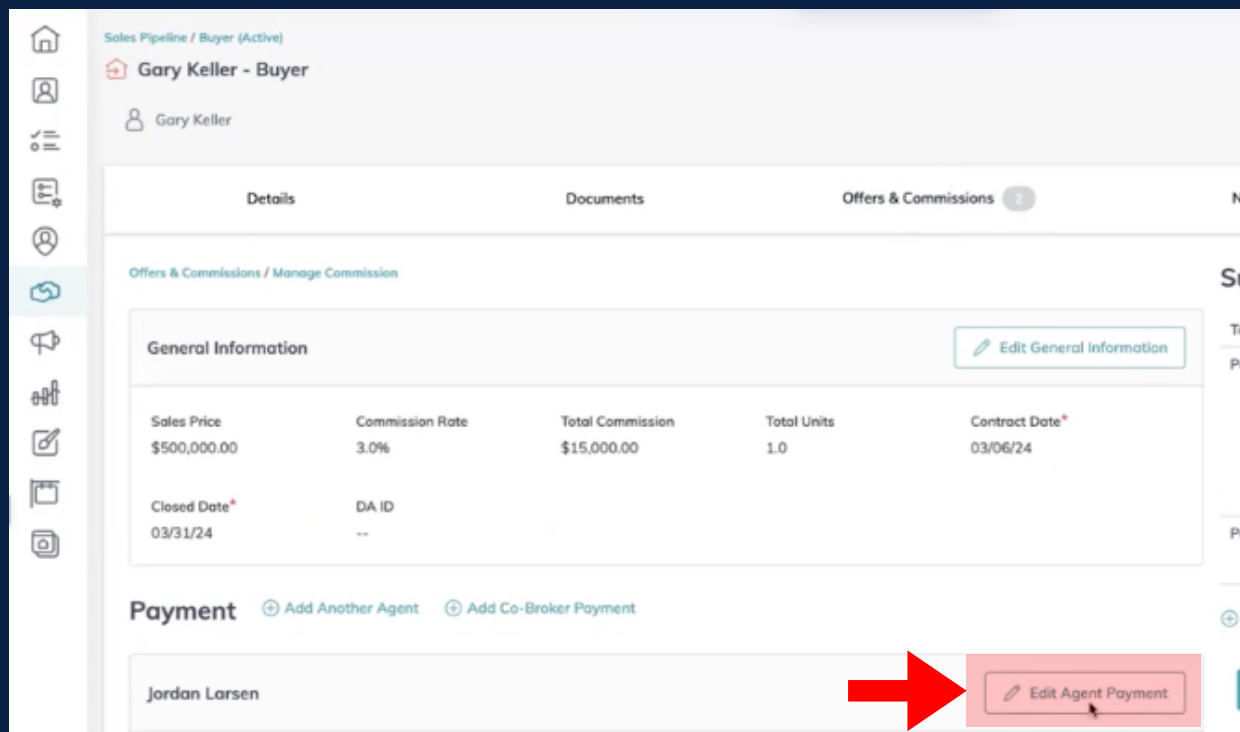 Sales Pipeline / Buyer (Active)
Gary Keller - Buyer
Gary Keller
Details
Documents
Offers & Commissions 2
Offers & Commissions / Manage Commission
General Information
Edit General Information
Sales Price
Commission Rate
Total Commission
Total Units
Contract Date*
$500,000.00
3.0%
$15,000.00
1.0
03/06/24
Closed Date*
DA ID
03/31/24
--
Payment
Add Another Agent
Add Co-Broker Payment
Jordan Larsen
Edit Agent Payment